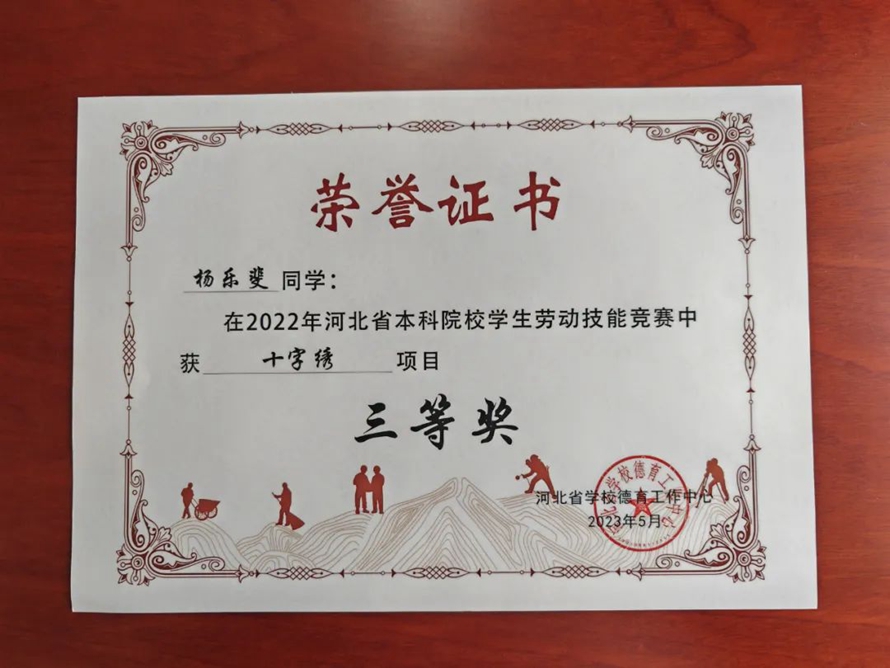 荣誉证书
杨乐斐 同学：
在2022年河北省本科院校学生劳动技能竞赛中
获 十字绣 项目
三等奖
河北省学校德育工作中心
2023年5月